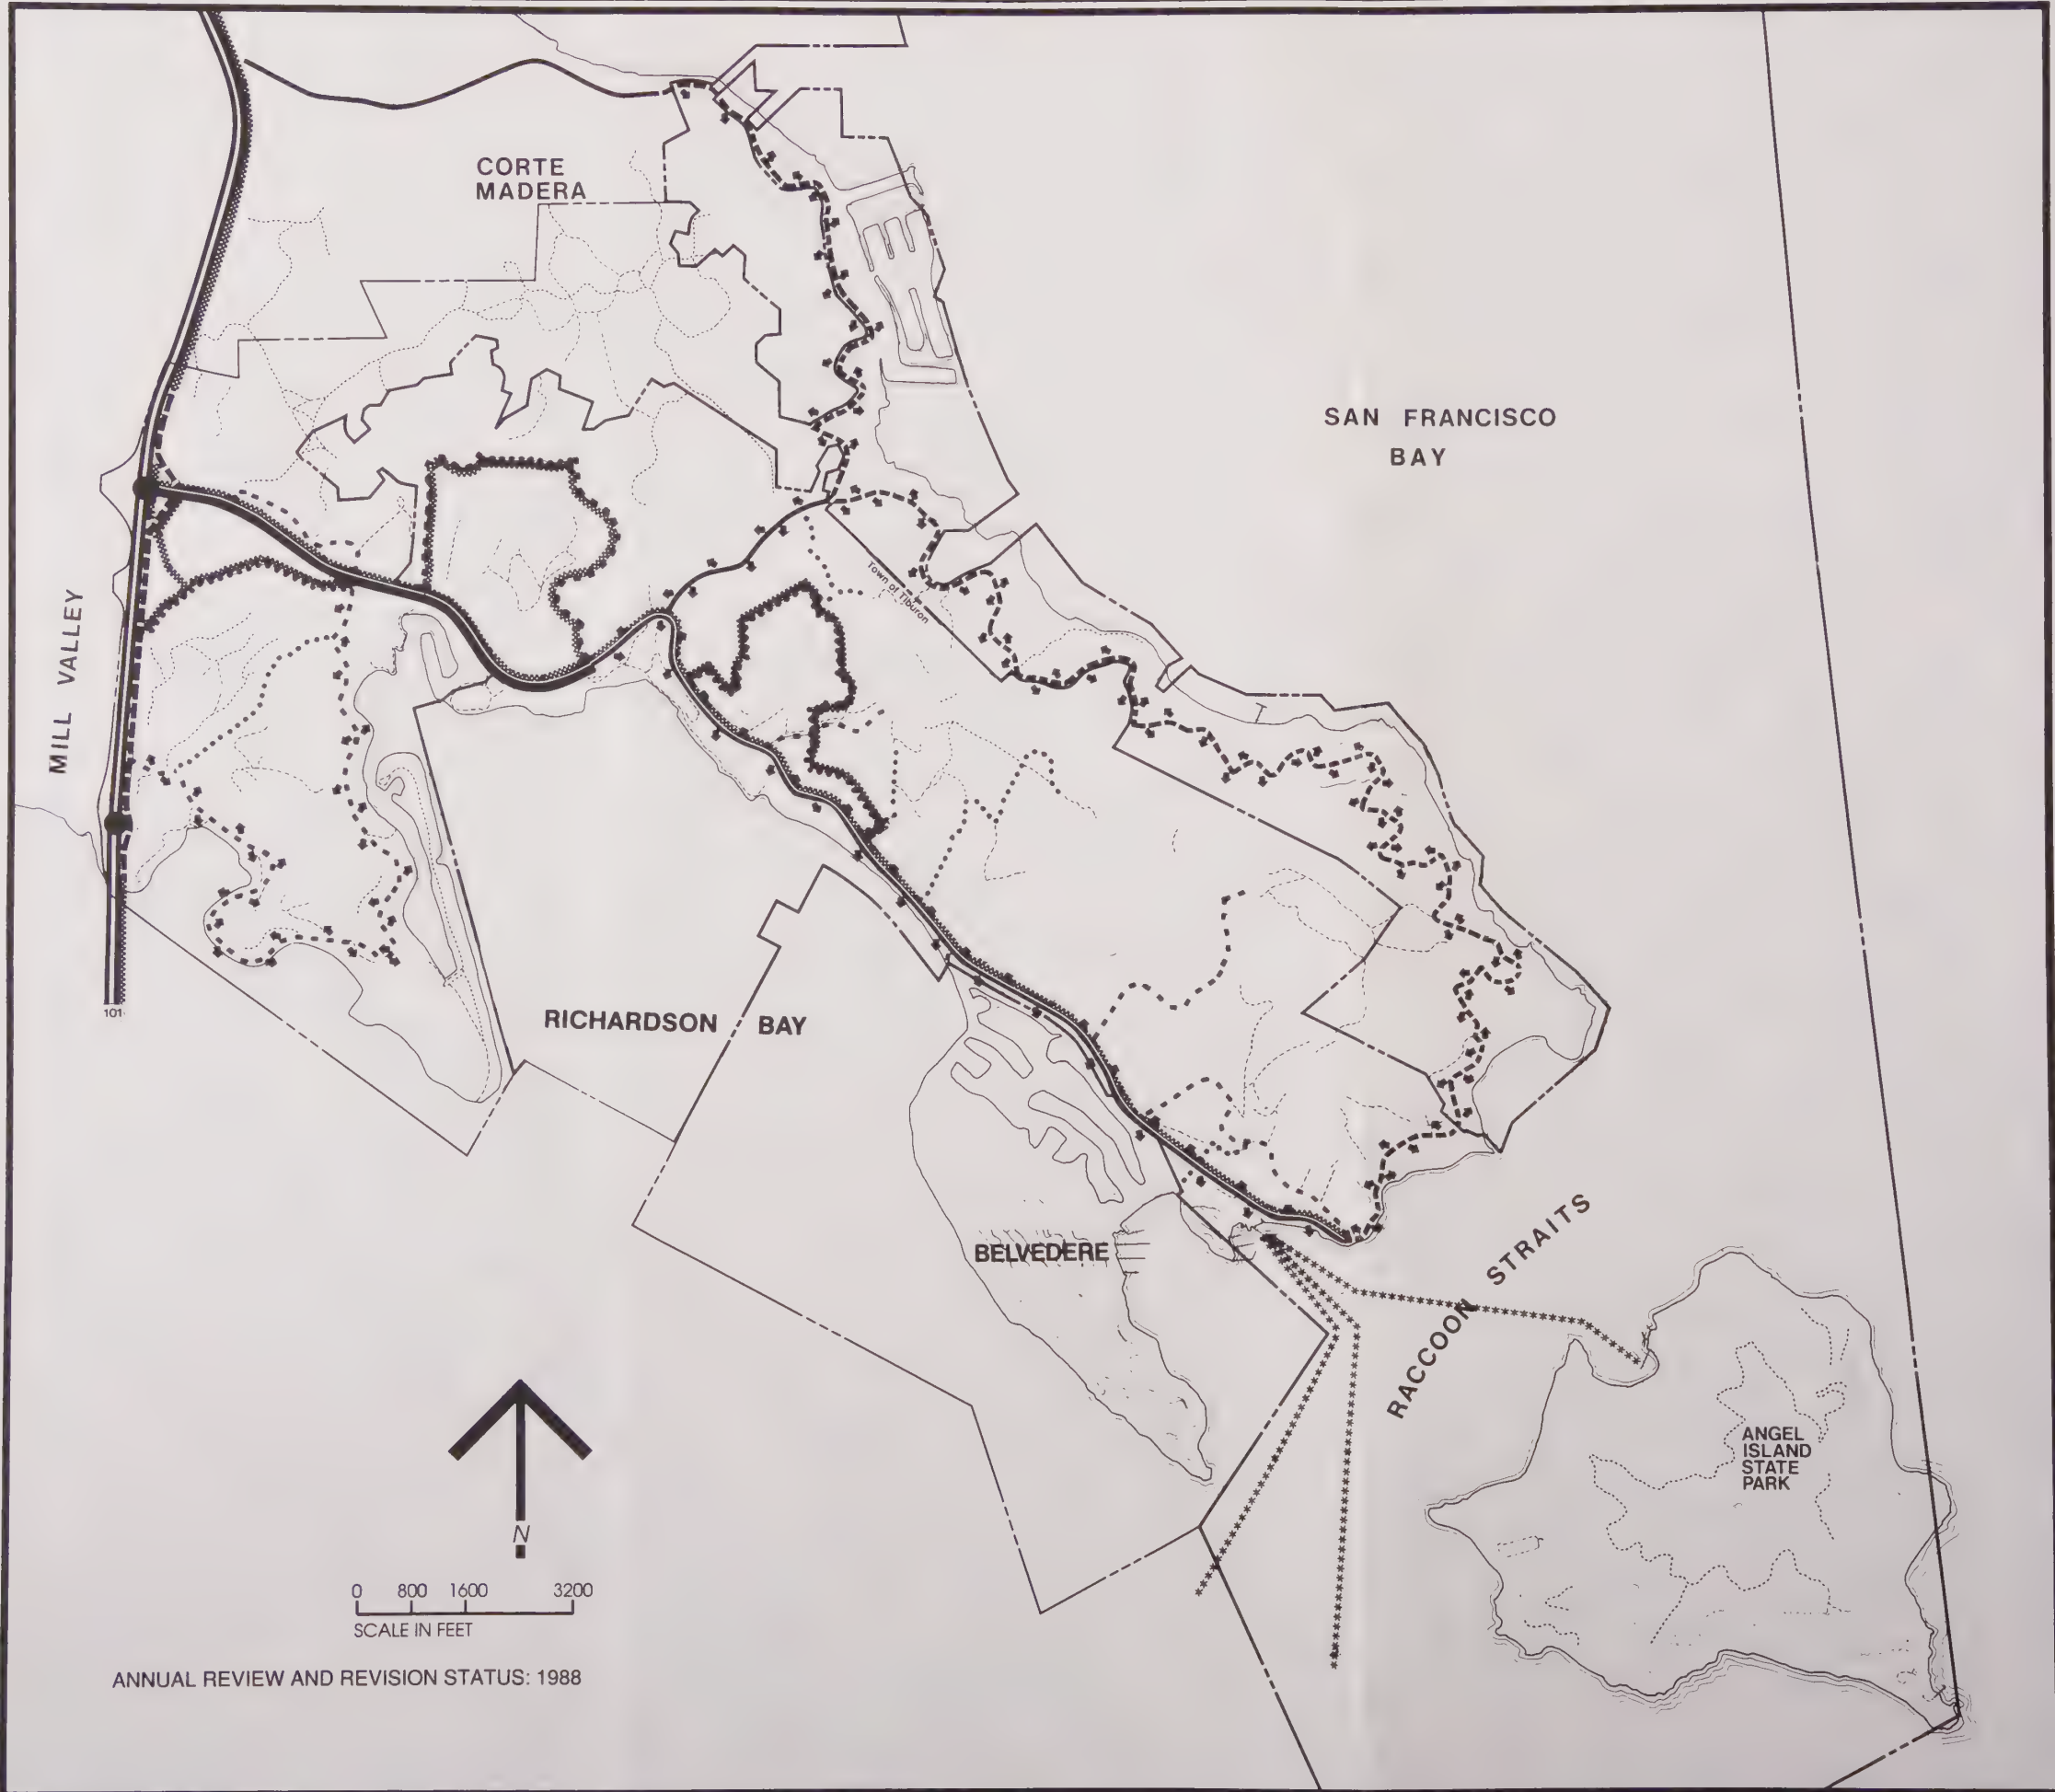 CORTE
MADERA
SAN FRANCISCO
BAY
Town of Tiburon
MILL VALLEY
101
RICHARDSON BAY
BELVEDERE
RACCOON STRAITS
ANGEL
ISLAND
STATE
PARK
N
0 800 1600 3200
SCALE IN FEET
ANNUAL REVIEW AND REVISION STATUS: 1988